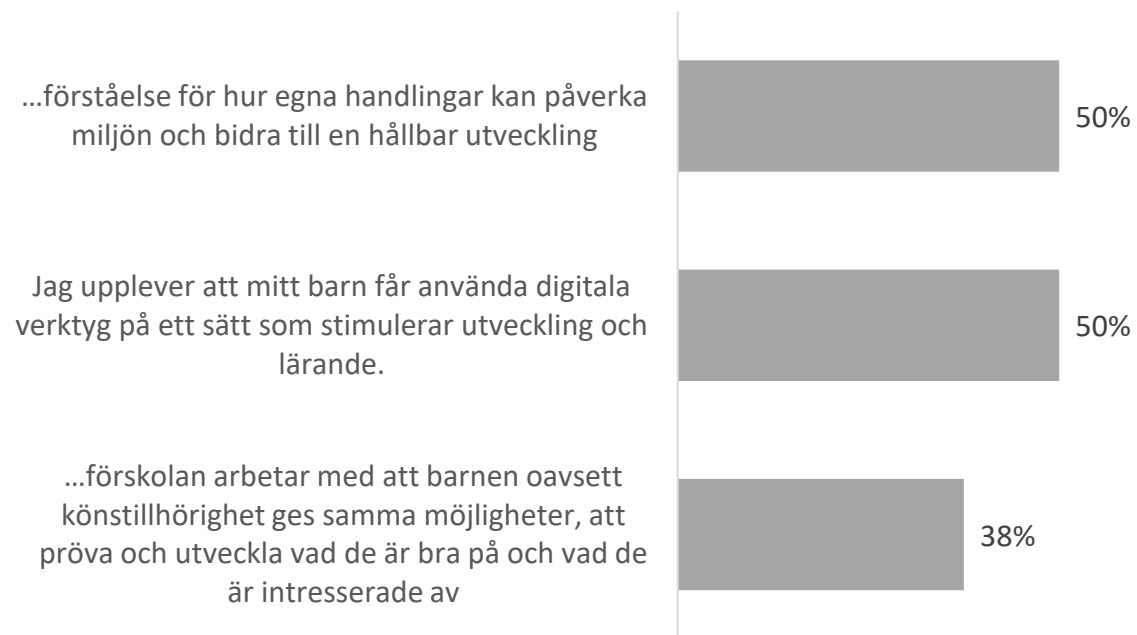 …förståelse för hur egna handlingar kan påverka
miljön och bidra till en hållbar utveckling
50%
Jag upplever att mitt barn får använda digitala
verktyg på ett sätt som stimulerar utveckling och
lärande.
50%
…förskolan arbetar med att barnen oavsett
könstillhörighet ges samma möjligheter, att
pröva och utveckla vad de är bra på och vad de
är intresserade av
38%